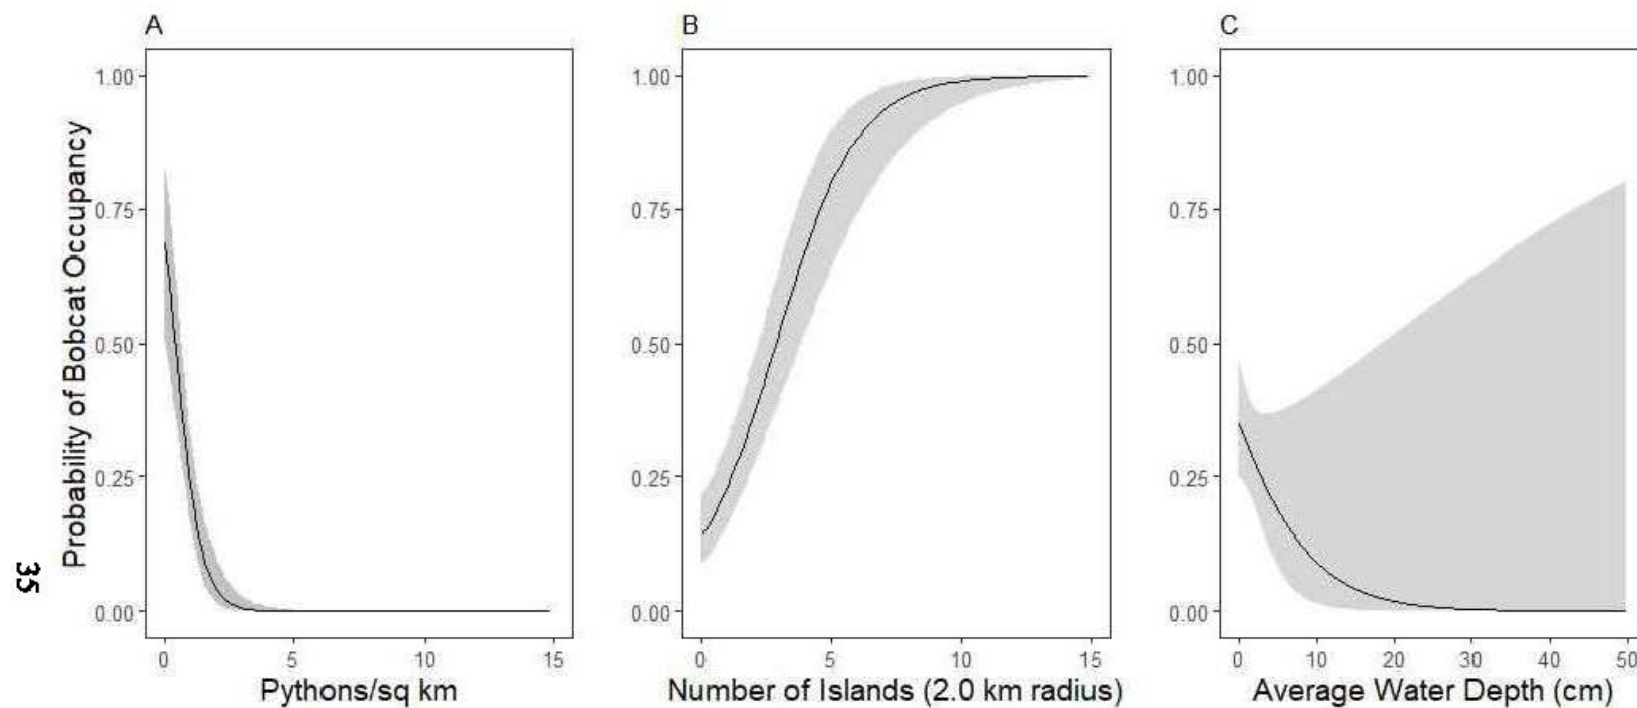 A
B
C
Probability of Bobcat Occupancy
1.00
0.75
0.50
0.25
0.00
0 5 10 15
Pythons/sq km
1.00
0.75
0.50
0.25
0.00
0 5 10 15
Number of Islands (2.0 km radius)
1.00
0.75
0.50
0.25
0.00
0 10 20 30 40 50
Average Water Depth (cm)
35